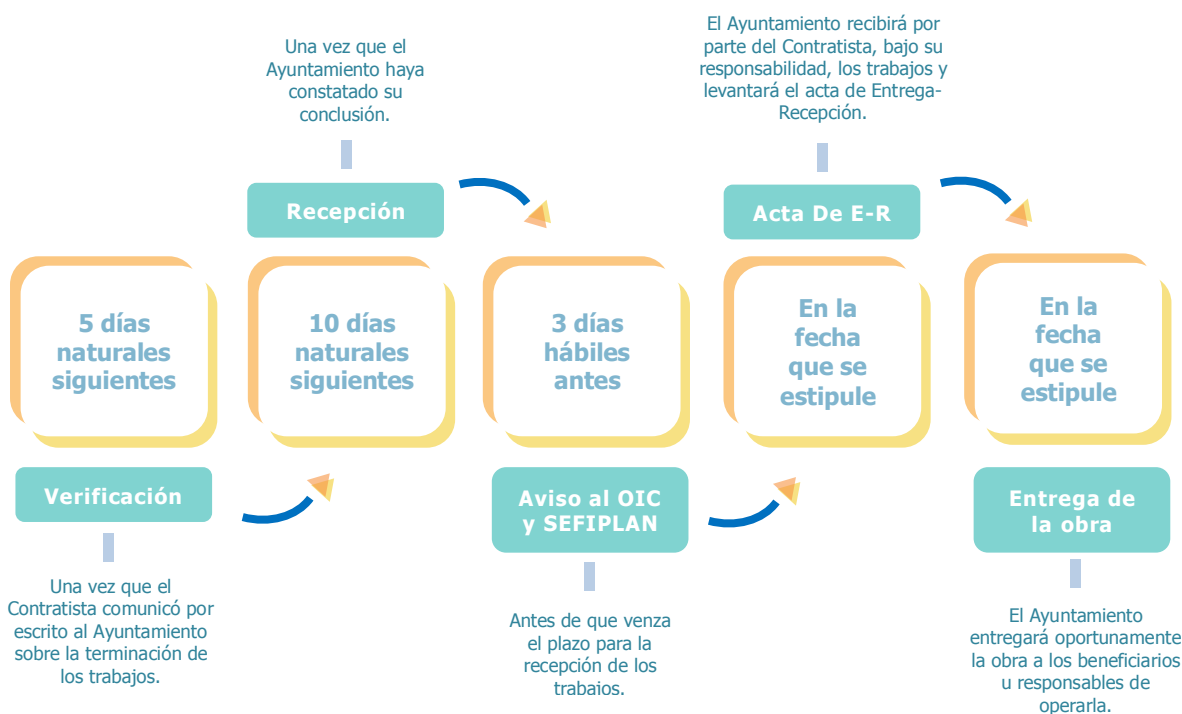 Una vez que el
Ayuntamiento haya
constatado su
conclusión.
El Ayuntamiento recibirá por
parte del Contratista, bajo su
responsabilidad, los trabajos y
levantará el acta de Entrega-
Recepción.
Recepción
Acta De E-R
5 días
naturales
siguientes
10 días
naturales
siguientes
3 días
hábiles
antes
En la
fecha
que se
estipule
En la
fecha
que se
estipule
Verificación
Aviso al OIC
y SEFIPLAN
Entrega de
la obra
Una vez que el
Contratista comunicó por
escrito al Ayuntamiento
sobre la terminación de
los trabajos.
Antes de que venza
el plazo para la
recepción de los
trabajos.
El Ayuntamiento
entregará oportunamente
la obra a los beneficiarios
u responsables de
operarla.